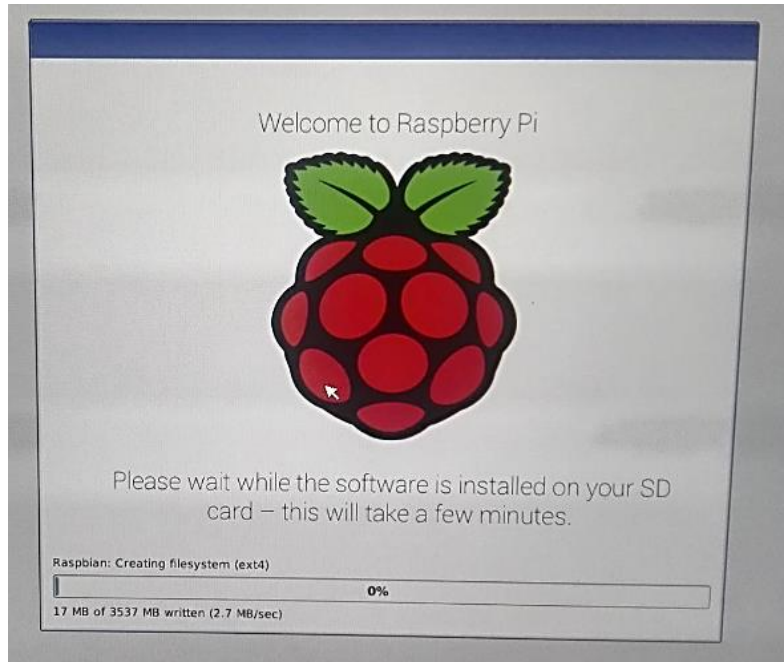 Welcome to Raspberry Pi
Please wait while the software is installed on your SD
card – this will take a few minutes.
Raspbian: Creating filesystem (ext4)
0%
17 MB of 3537 MB written (2.7 MB/sec)